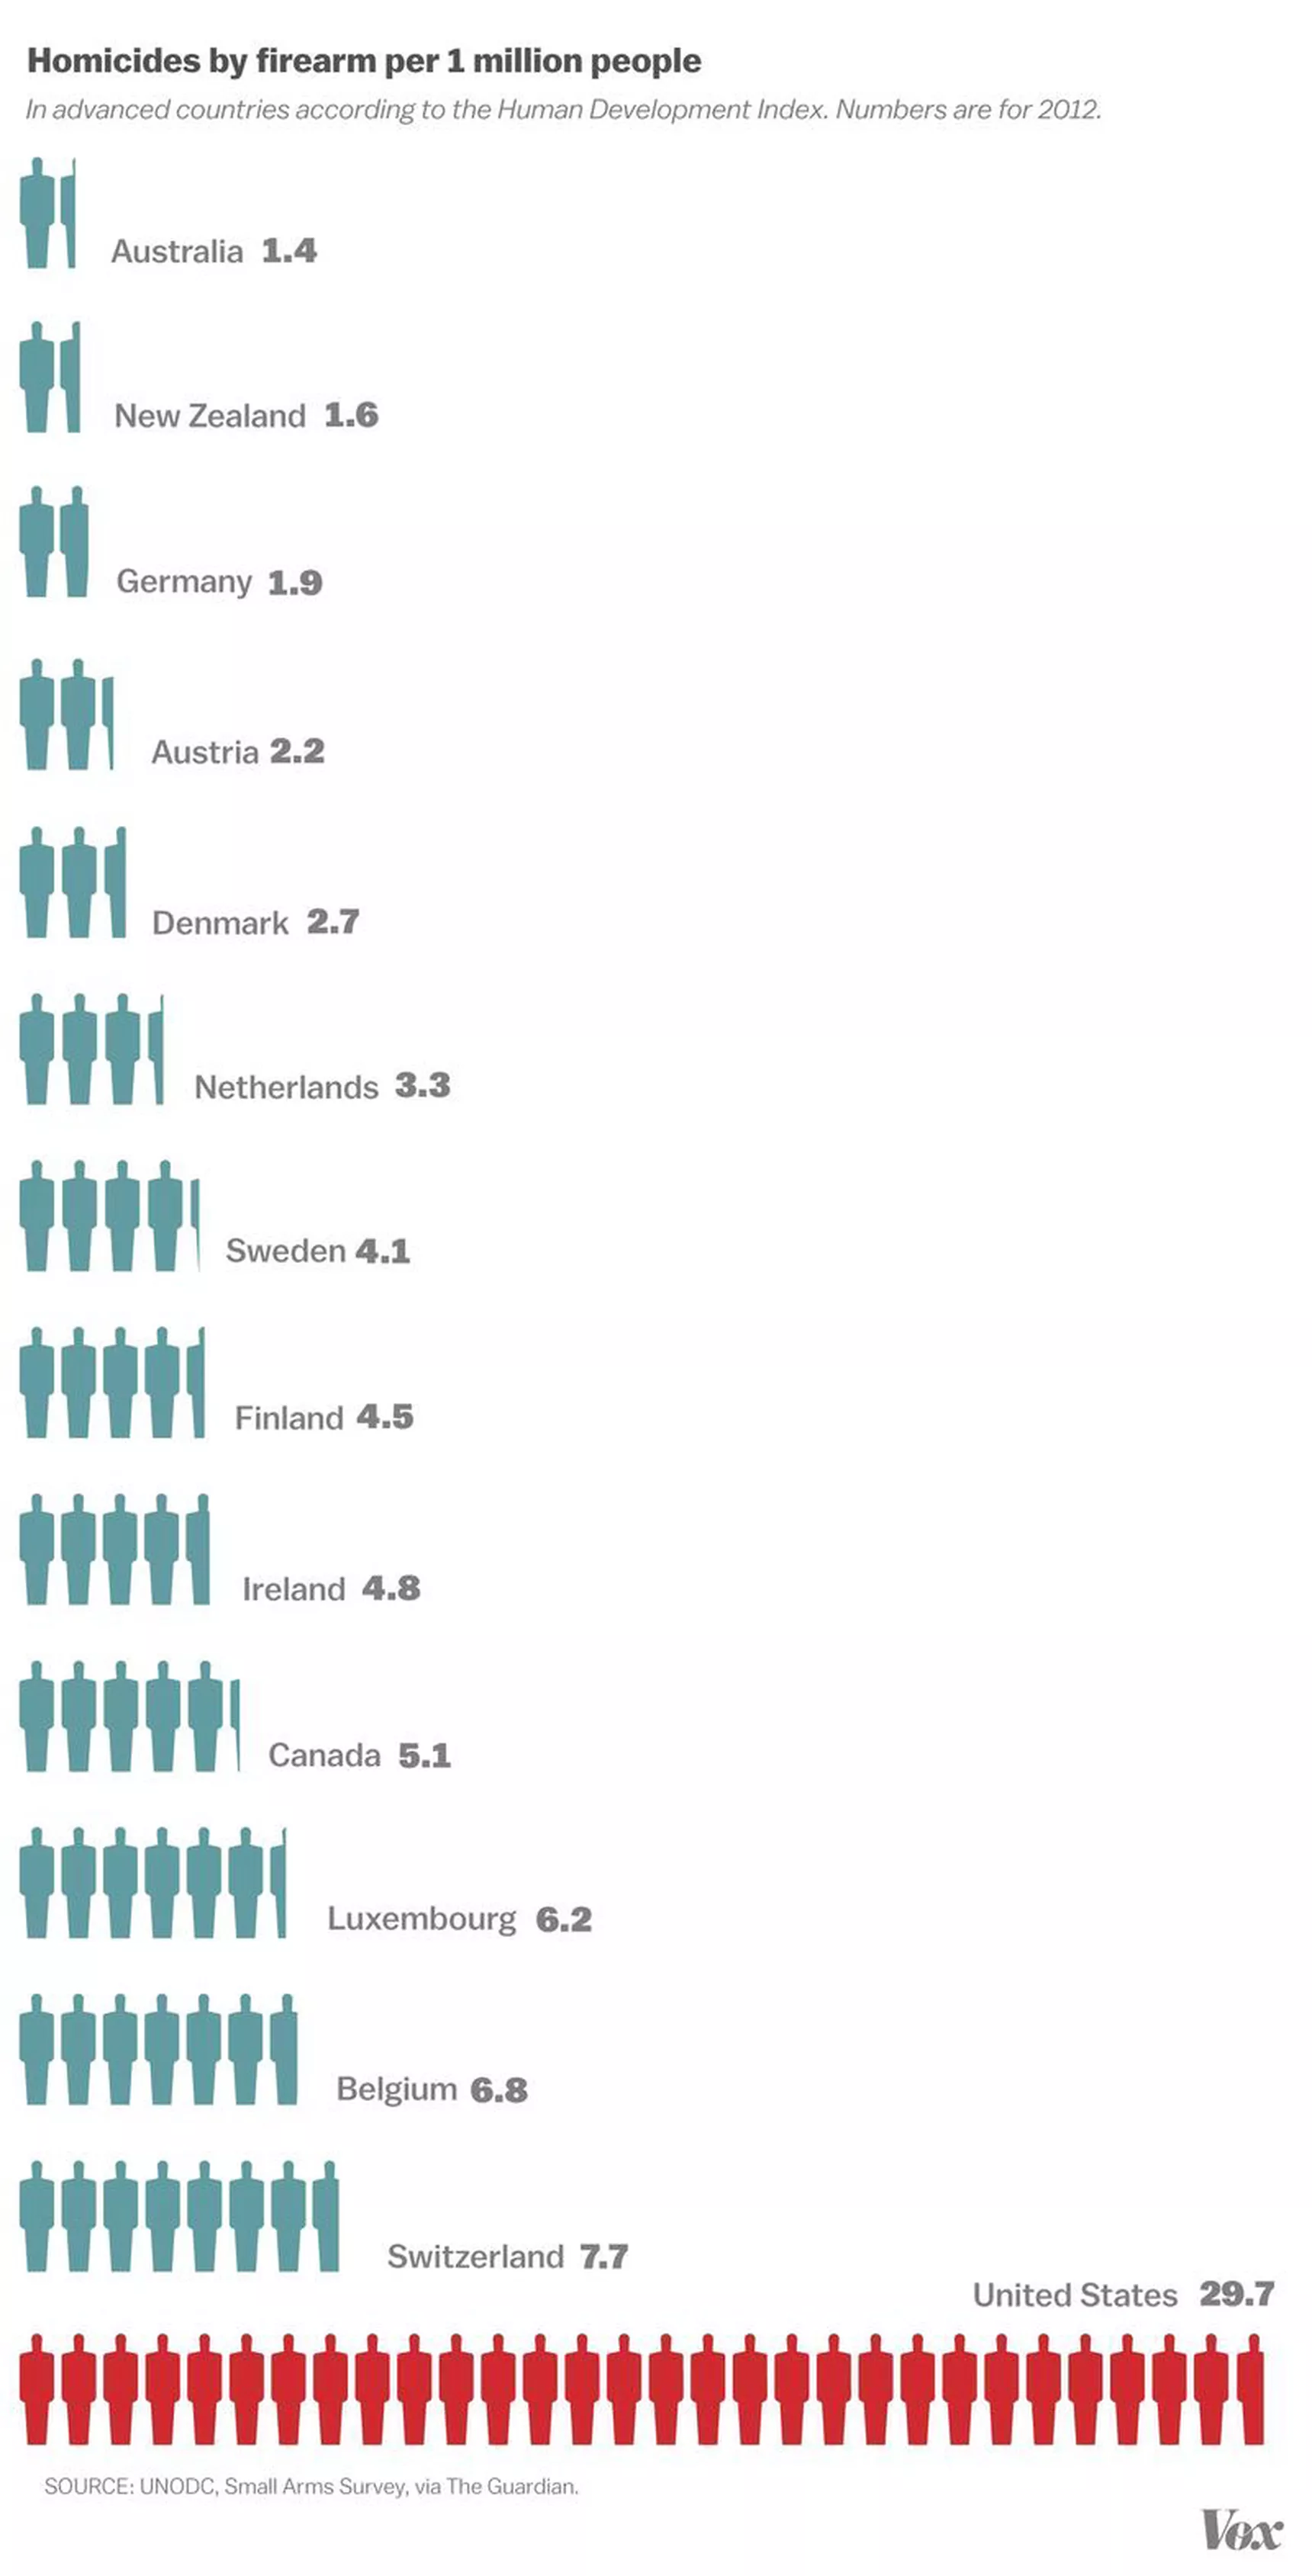 Homicides by firearm per 1 million people
In advanced countries according to the Human Development Index. Numbers are for 2012.
Australia 1.4
New Zealand 1.6
Germany 1.9
Austria 2.2
Denmark 2.7
Netherlands 3.3
Sweden 4.1
Finland 4.5
Ireland 4.8
Canada 5.1
Luxembourg 6.2
Belgium 6.8
Switzerland 7.7
United States 29.7
SOURCE: UNODC, Small Arms Survey, via The Guardian.
Vox